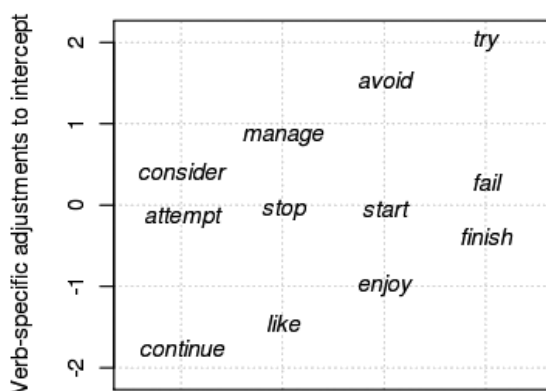 Verb-specific adjustments to intercept
2
1
0
-1
-2
try
avoid
manage
consider
fail
attempt
stop
start
finish
enjoy
like
continue